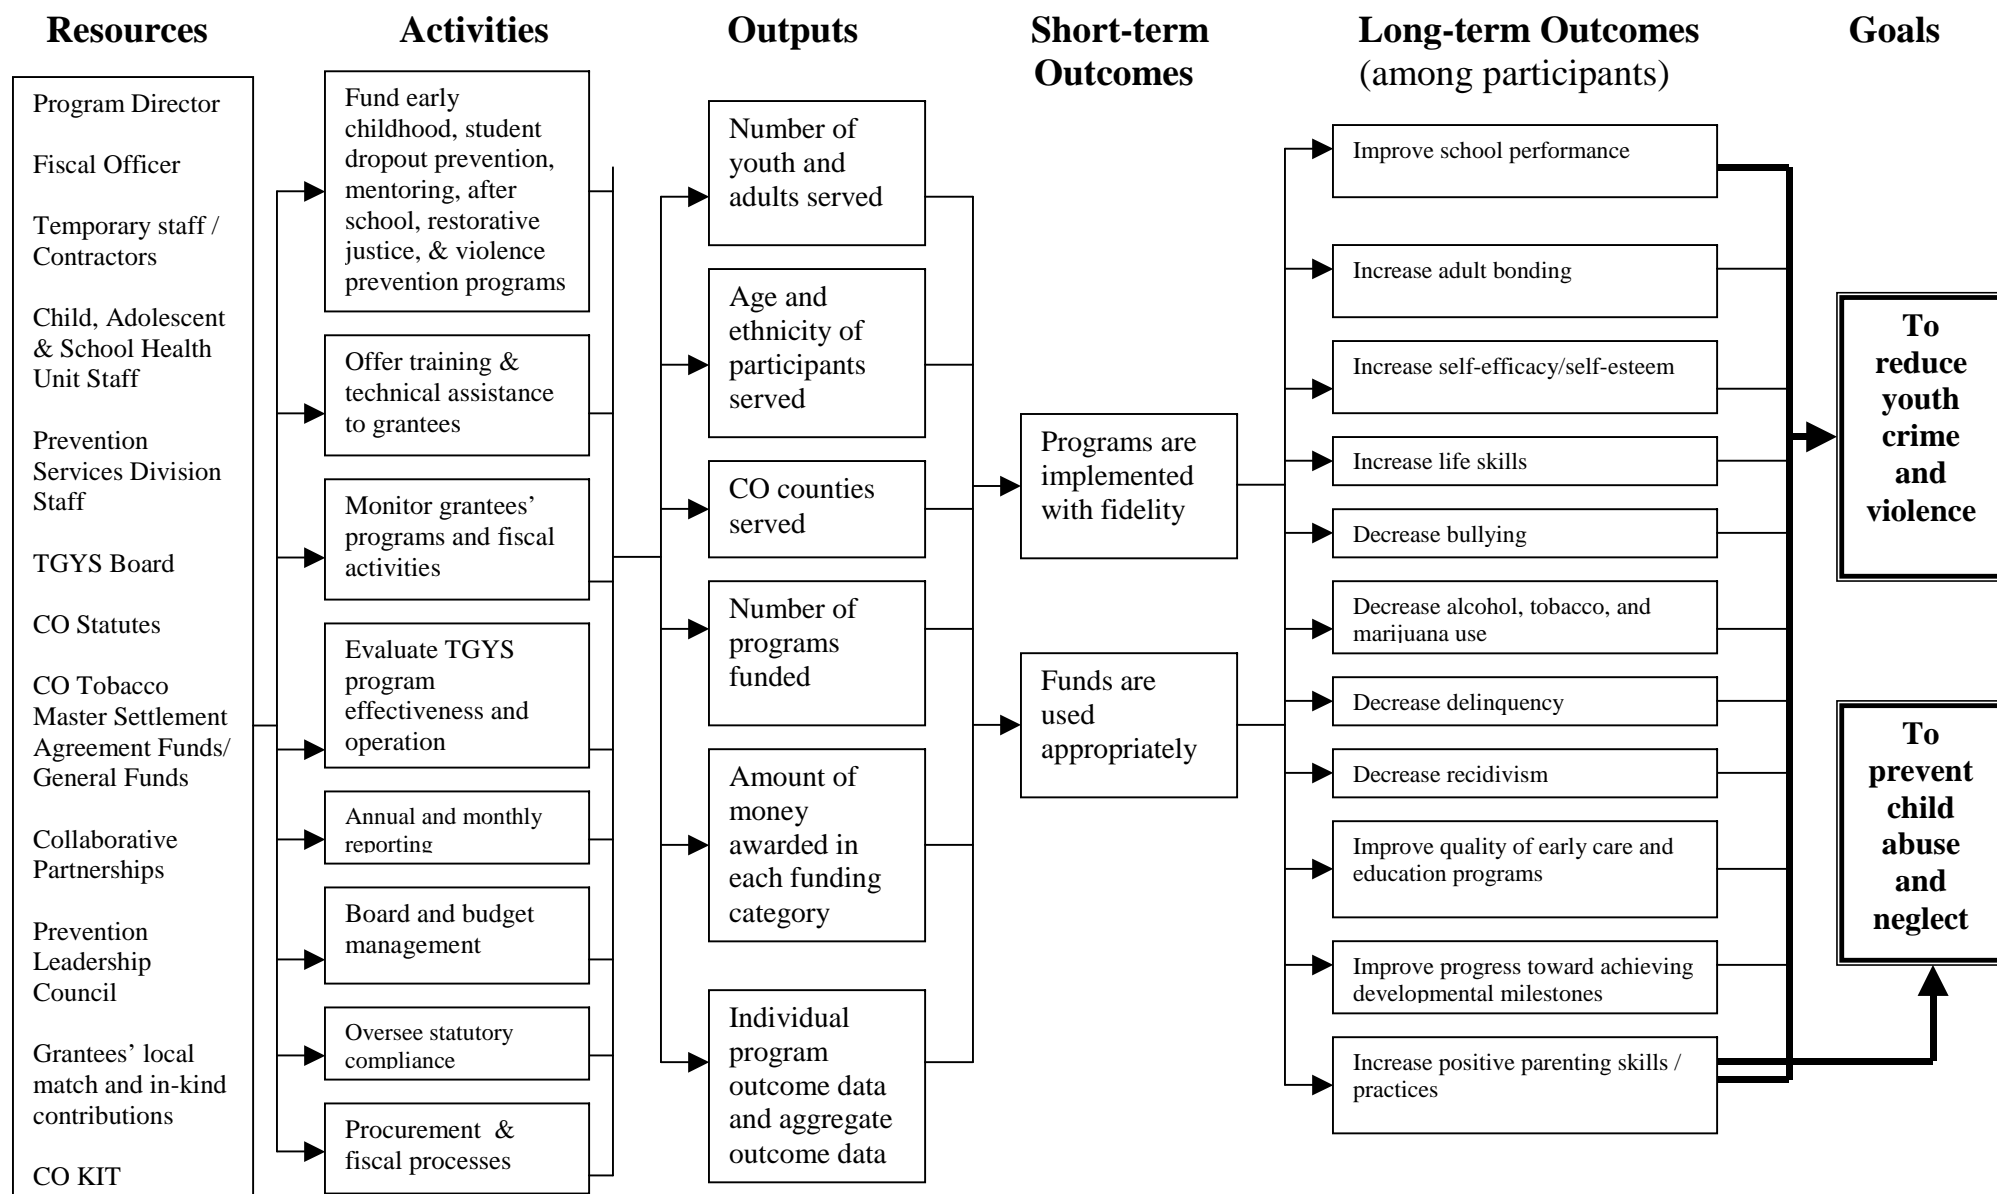 Resources
Activities
Outputs
Short-term
Outcomes
Long-term Outcomes
(among participants)
Goals
Program Director
Fiscal Officer
Temporary staff /
Contractors
Child, Adolescent
& School Health
Unit Staff
Prevention
Services Division
Staff
TGYS Board
CO Statutes
CO Tobacco
Master Settlement
Agreement Funds/
General Funds
Collaborative
Partnerships
Prevention
Leadership
Council
Grantees' local
match and in-kind
contributions
CO KIT
Fund early
childhood, student
dropout prevention,
mentoring, after
school, restorative
justice, & violence
prevention programs
Offer training &
technical assistance
to grantees
Monitor grantees'
programs and fiscal
activities
Evaluate TGYS
program
effectiveness and
operation
Annual and monthly
reporting
Board and budget
management
Oversee statutory
compliance
Procurement &
fiscal processes
Number of
youth and
adults served
Age and
ethnicity of
participants
served
CO counties
served
Number of
programs
funded
Amount of
money
awarded in
each funding
category
Individual
program
outcome data
and aggregate
outcome data
Programs are
implemented
with fidelity
Funds are
used
appropriately
Improve school performance
Increase adult bonding
Increase self-efficacy/self-esteem
Increase life skills
Decrease bullying
Decrease alcohol, tobacco, and
marijuana use
Decrease delinquency
Decrease recidivism
Improve quality of early care and
education programs
Improve progress toward achieving
developmental milestones
Increase positive parenting skills /
practices
To
reduce
youth
crime
and
violence
To
prevent
child
abuse
and
neglect